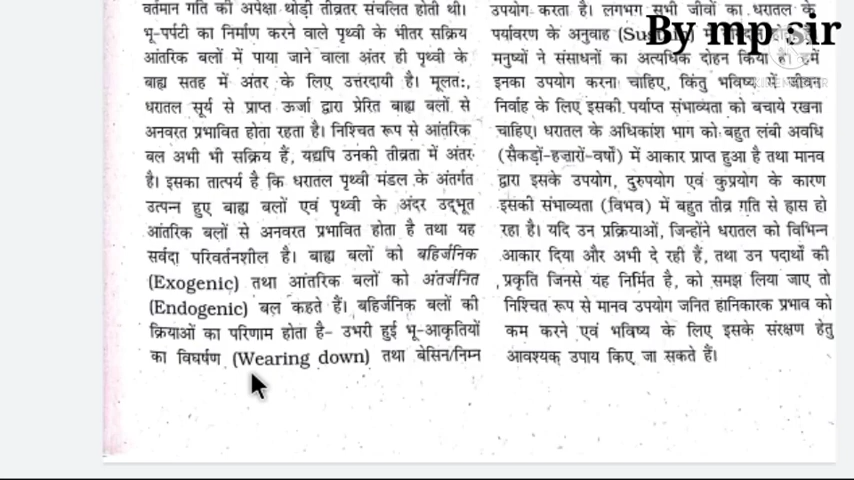 वर्तमान गति की अपेक्षा थोड़ी तीव्रतर संचलित होती थी।
भू-पर्पटी का निर्माण करने वाले पृथ्वी के भीतर सक्रिय
आंतरिक बलों में पाया जाने वाला अंतर ही पृथ्वी के
बाह्य सतह में अंतर के लिए उत्तरदायी है। मूलतः,
धरातल सूर्य से प्राप्त ऊर्जा द्वारा प्रेरित बाह्य बलों से
अनवरत प्रभावित होता रहता है। निश्चित रूप से आंतरिक
बल अभी भी सक्रिय हैं, यद्यपि उनकी तीव्रता में अंतर
है। इसका तात्पर्य है कि धरातल पृथ्वी मंडल के अंतर्गत
उत्पन्न हुए बाह्य बलों एवं पृथ्वी के अंदर उद्भूत
आंतरिक बलों से अनवरत प्रभावित होता है तथा यह
सर्वदा परिवर्तनशील है। बाह्य बलों को बहिर्जनिक
(Exogenic) तथा आंतरिक बलों को अंतर्जनित
(Endogenic) बल कहते हैं। बहिर्जनिक बलों की
क्रियाओं का परिणाम होता है- उभरी हुई भू-आकृतियों
का विघर्षण (Wearing down) तथा बेसिन/निम्न
उपयोग करता है। लगभग सभी जीवों का धरातल के
पर्यावरण के अनुवाह में
मनुष्यों ने संसाधनों का अत्यधिक दोहन किया है। हमें
इनका उपयोग करना चाहिए, किंतु भविष्य में जीवन
निर्वाह के लिए इसकी पर्याप्त संभाव्यता को बचाये रखना
चाहिए। धरातल के अधिकांश भाग को बहुत लंबी अवधि
(सैकड़ों-हज़ारों-वर्षों) में आकार प्राप्त हुआ है तथा मानव
द्वारा इसके उपयोग, दुरुपयोग एवं कुप्रयोग के कारण
इसकी संभाव्यता (विभव) में बहुत तीव्र गति से ह्रास हो
रहा है। यदि उन प्रक्रियाओं, जिन्होंने धरातल को विभिन्न
आकार दिया और अभी दे रही हैं, तथा उन पदार्थों की
प्रकृति जिनसे यह निर्मित है, को समझ लिया जाए तो
निश्चित रूप से मानव उपयोग जनित हानिकारक प्रभाव को
कम करने एवं भविष्य के लिए इसके संरक्षण हेतु
आवश्यक उपाय किए जा सकते हैं।
By mp sir